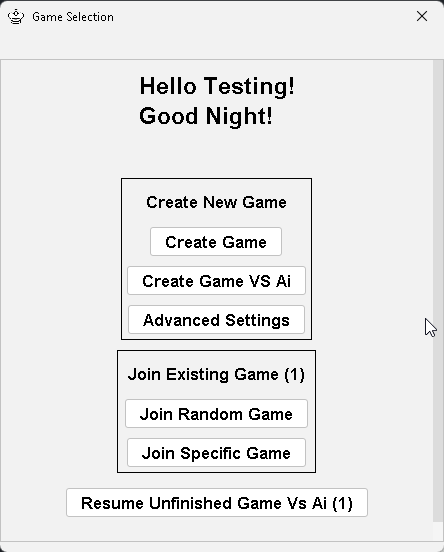 Game Selection
Hello Testing!
Good Night!
Create New Game
Create Game
Create Game VS Ai
Advanced Settings
Join Existing Game (1)
Join Random Game
Join Specific Game
Resume Unfinished Game Vs Ai (1)